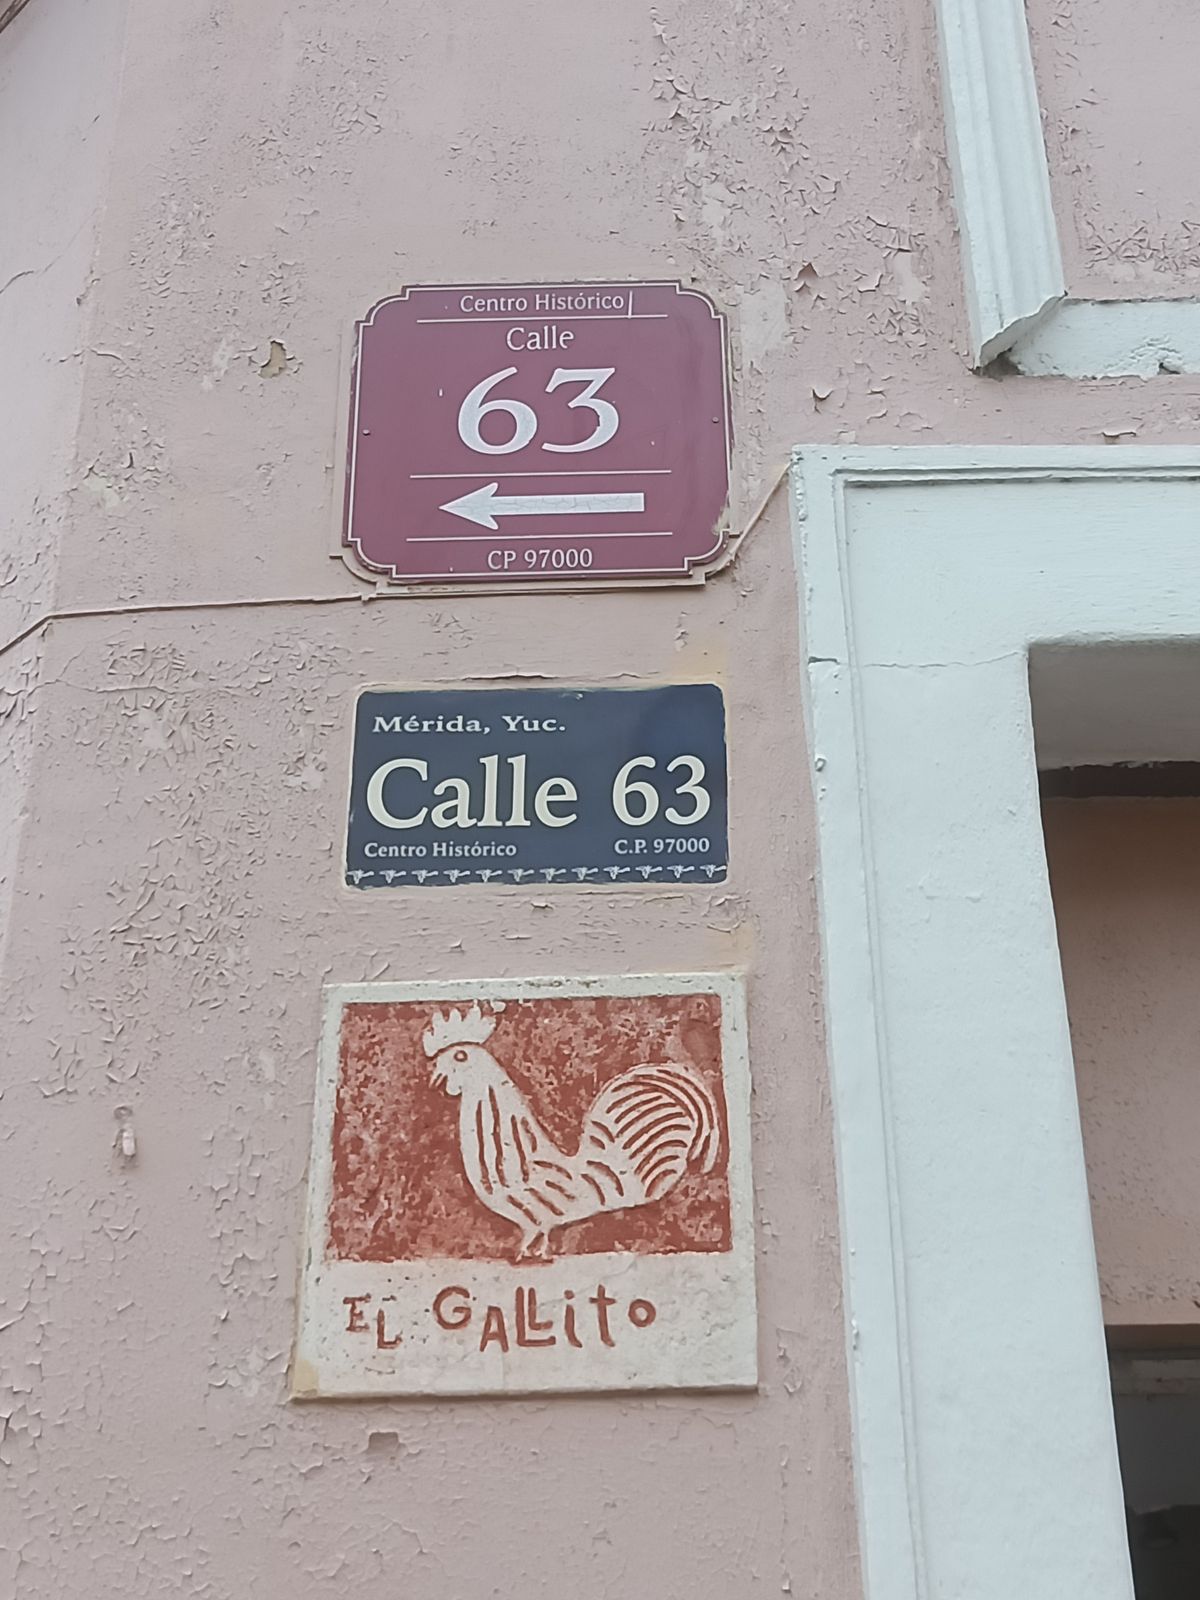 Centro Histórico
Calle
63
CP 97000
Mérida, Yuc.
Calle 63
Centro Histórico C.P. 97000
EL GALLitO